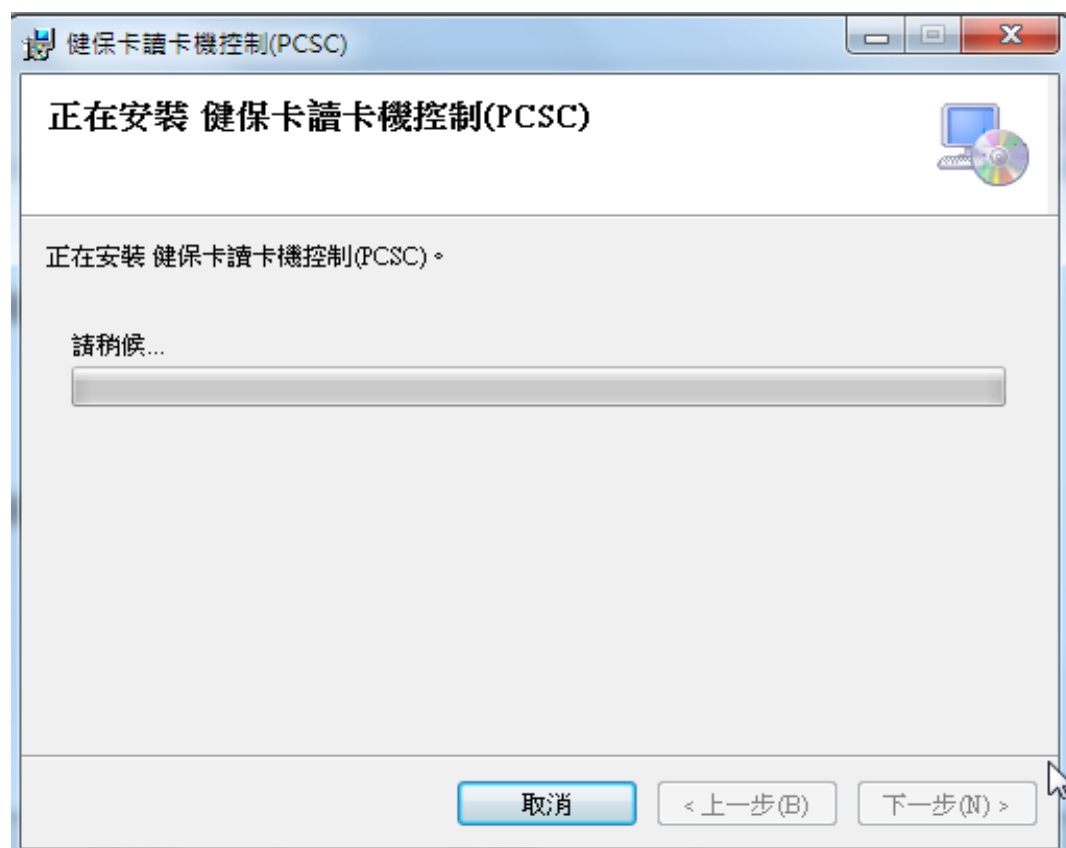 健保卡讀卡機控制(PCSC)
正在安裝 健保卡讀卡機控制(PCSC)
正在安裝 健保卡讀卡機控制(PCSC)。
請稍候...
取消
<上一步(B)
下一步(N) >